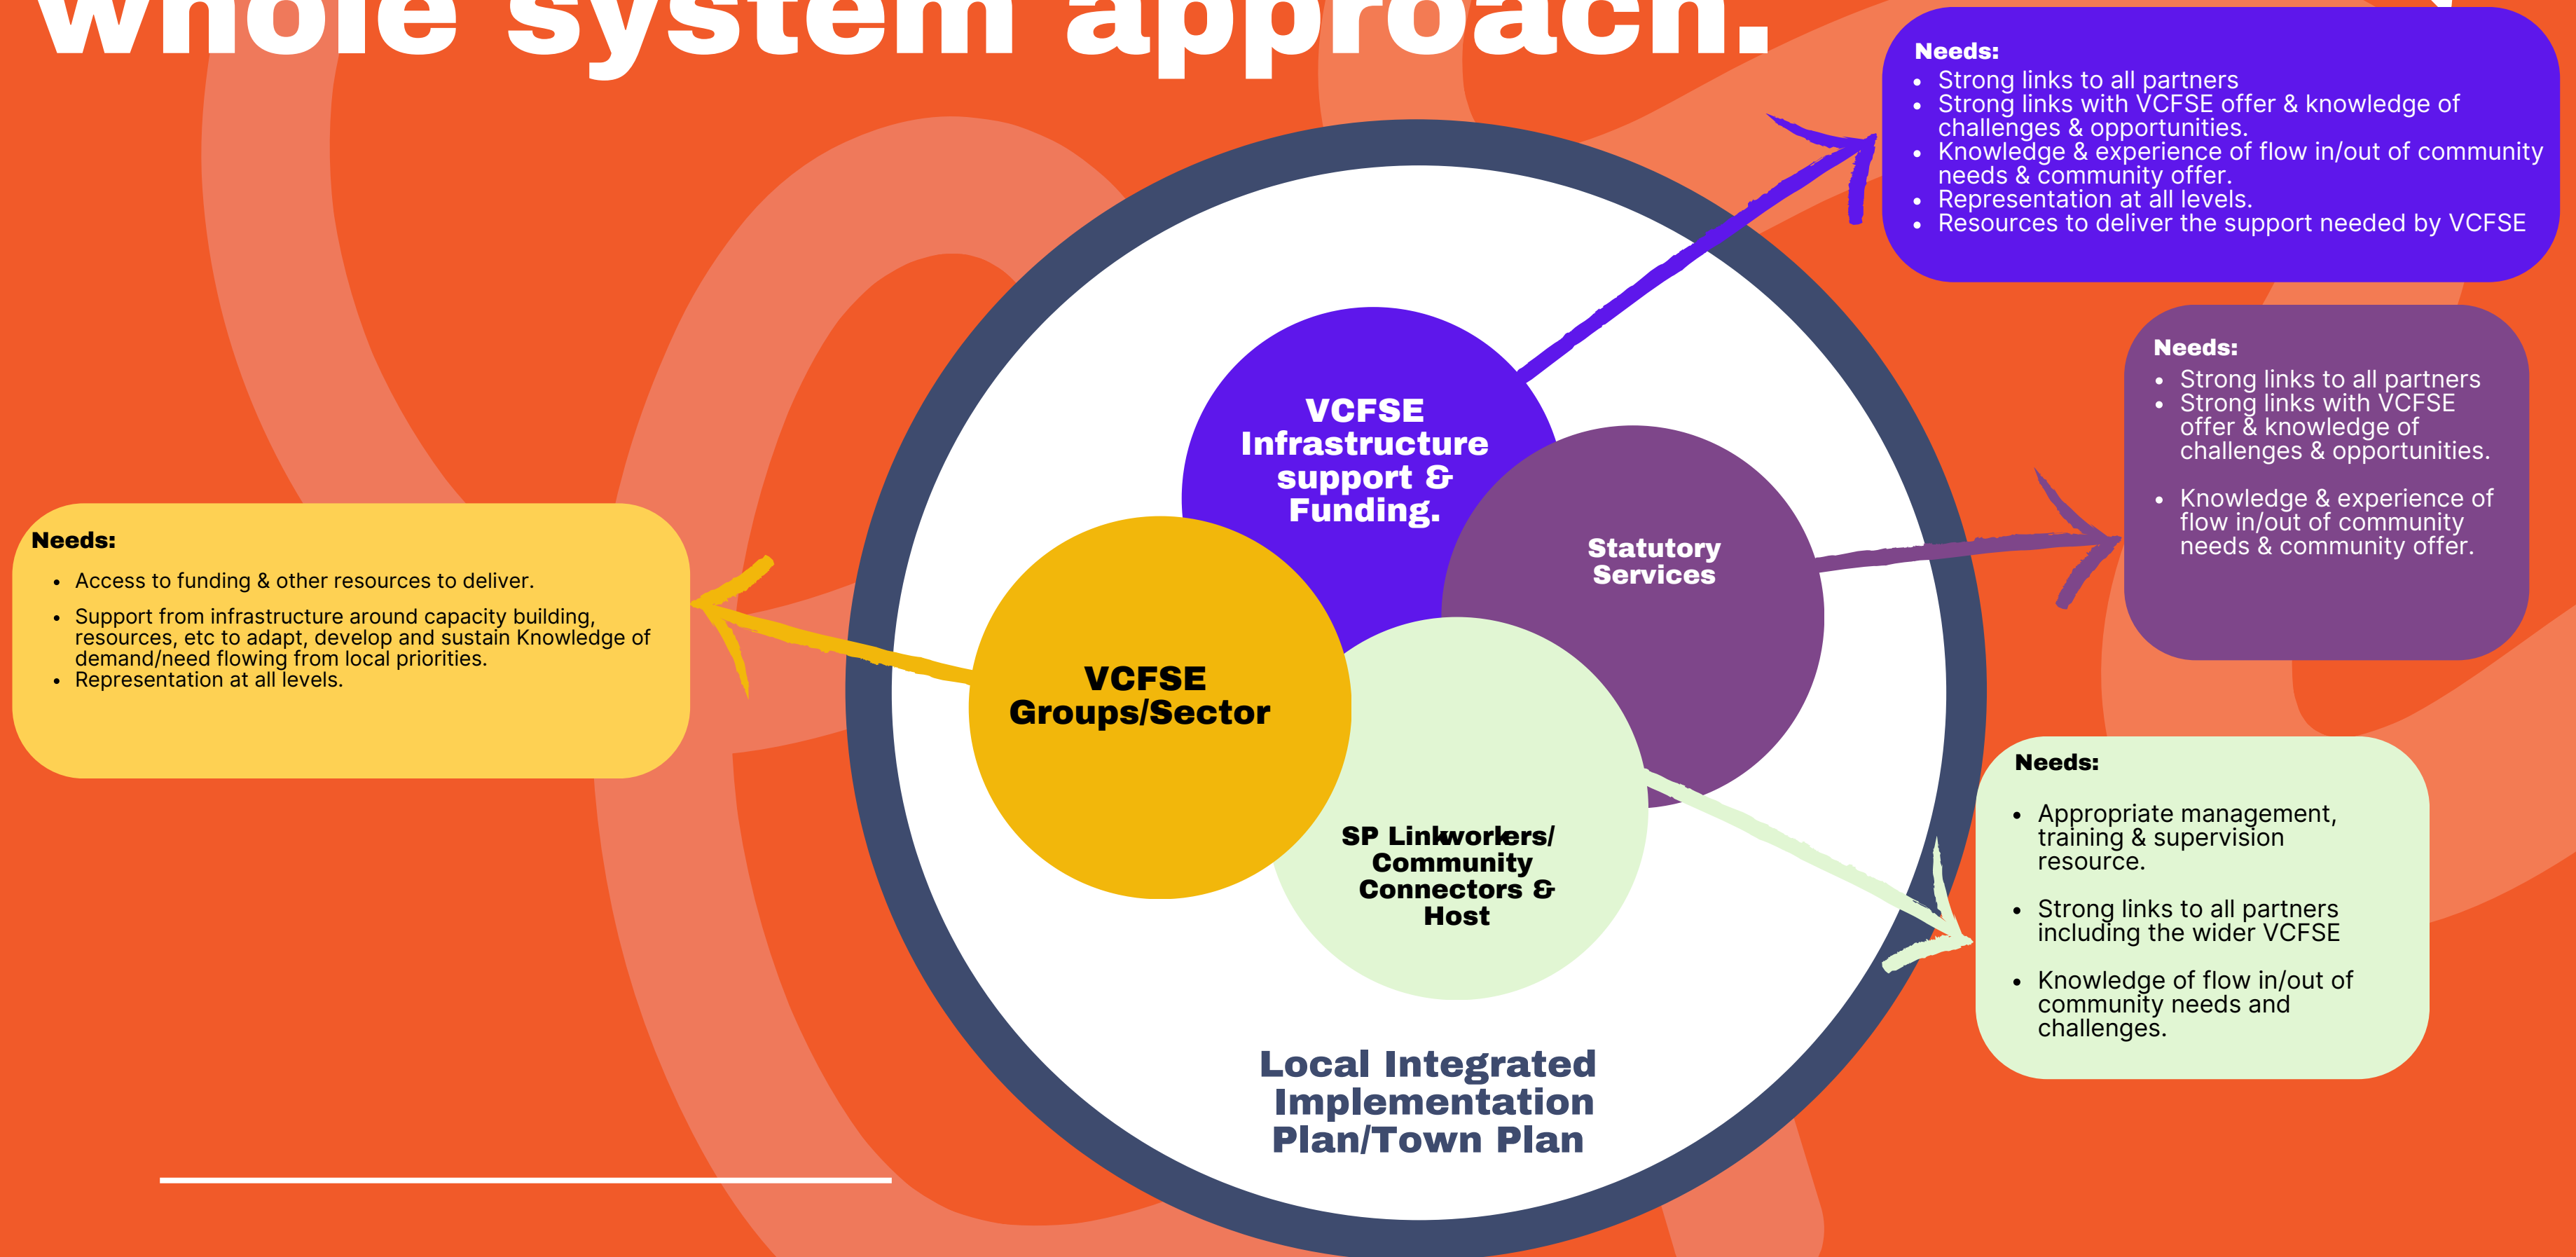 whole system approach.
Needs:
• Strong links to all partners
• Strong links with VCFSE offer & knowledge of
challenges & opportunities.
• Knowledge & experience of flow in/out of community
needs & community offer.
• Representation at all levels.
• Resources to deliver the support needed by VCFSE
Needs:
• Strong links to all partners
• Strong links with VCFSE
offer & knowledge of
challenges & opportunities.
• Knowledge & experience of
flow in/out of community
needs & community offer.
VCFSE
Infrastructure
support &
Funding.
Statutory
Services
Needs:
• Access to funding & other resources to deliver.
• Support from infrastructure around capacity building,
resources, etc to adapt, develop and sustain Knowledge of
demand/need flowing from local priorities.
• Representation at all levels.
VCFSE
Groups/Sector
SP Linkworkers/
Community
Connectors &
Host
Needs:
• Appropriate management,
training & supervision
resource.
• Strong links to all partners
including the wider VCFSE
• Knowledge of flow in/out of
community needs and
challenges.
Local Integrated
Implementation
Plan/Town Plan